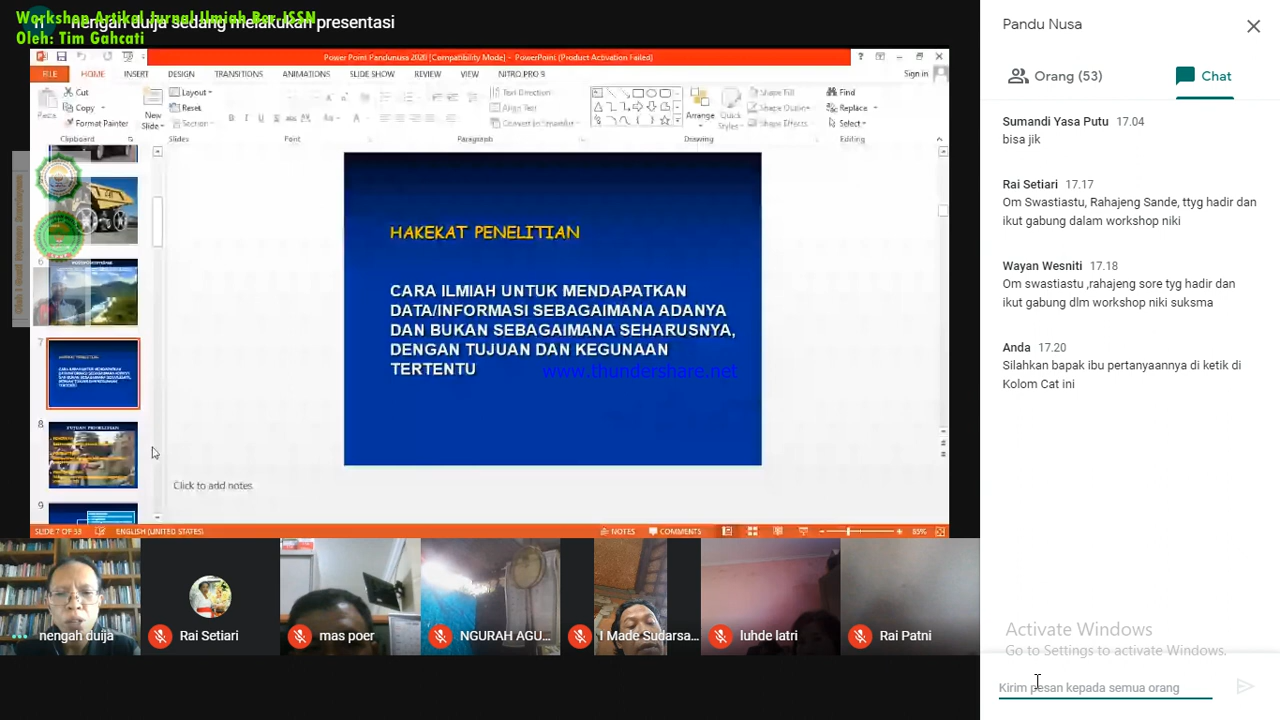 Workshop Artikel Jurnal Ilmiah Ber-ISSN
Oleh: Tim Gahcati
nengah duija sedang melakukan presentasi
Power Point Pandunusa 2020 [Compatibility Mode] - PowerPoint (Product Activation Failed)
FILE HOME INSERT DESIGN TRANSITIONS ANIMATIONS SLIDE SHOW REVIEW VIEW NITRO PRO 9 Sign in
Paste Cut Copy Format Painter
New Slide Layout Reset Section
Text Direction Align Text Convert to SmartArt
Arrange Quick Styles Shape Fill Shape Outline Shape Effects
Find Replace Select
Clipboard Slides Font Paragraph Drawing Editing
6
7
8
TUJUAN PENELITIAN
9
HAKEKAT PENELITIAN
CARA ILMIAH UNTUK MENDAPATKAN
DATA/INFORMASI SEBAGAIMANA ADANYA
DAN BUKAN SEBAGAIMANA SEHARUSNYA,
DENGAN TUJUAN DAN KEGUNAAN
TERTENTU
www.thundershare.net
Click to add notes
SLIDE 7 OF 33 ENGLISH (UNITED STATES) NOTES COMMENTS 65%
nengah duija
Rai Setiari
mas poer
NGURAH AGU...
I Made Sudarsa...
luhde latri
Rai Patni
Pandu Nusa
Orang (53) Chat
Sumandi Yasa Putu 17.04
bisa jik
Rai Setiari 17.17
Om Swastiastu, Rahajeng Sande, ttyg hadir dan
ikut gabung dalam workshop niki
Wayan Wesniti 17.18
Om swastiastu ,rahajeng sore tyg hadir dan
ikut gabung dlm workshop niki suksma
Anda 17.20
Silahkan bapak ibu pertanyaannya di ketik di
Kolom Cat ini
Activate Windows
Go to Settings to activate Windows.
Kirim pesan kepada semua orang